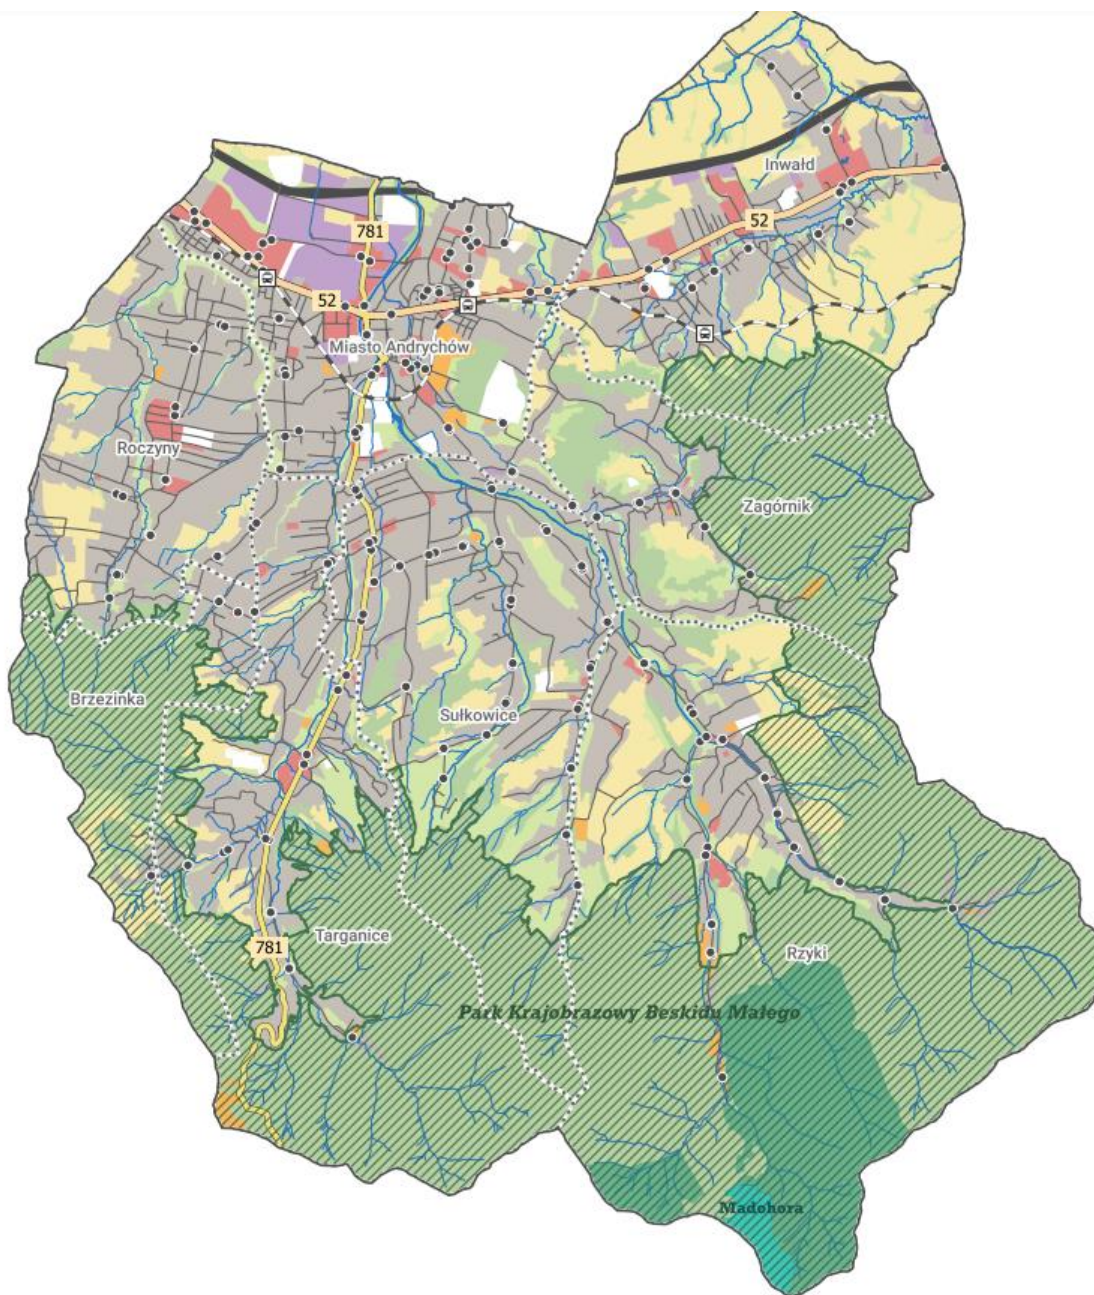 Inwałd
52
781
52
Miasto Andrychów
Roczyny
Zagórnik
Brzezinka
Sułkowice
Targanice
781
Rzyki
Park Krajobrazowy Beskidu Małego
Madohora